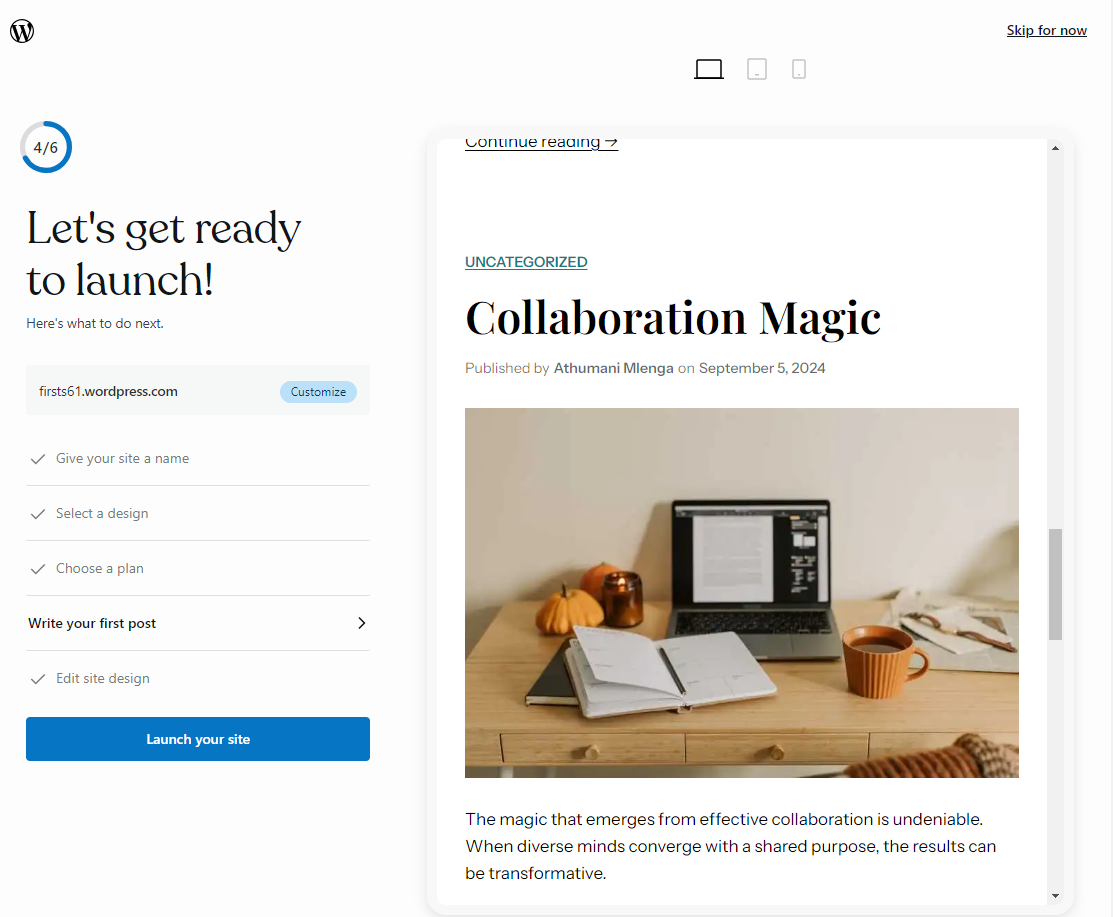 Skip for now
4/6
Let's get ready
to launch!
Here's what to do next.
firsts61.wordpress.com
Customize
Give your site a name
Select a design
Choose a plan
Write your first post
Edit site design
Launch your site
Continue reading →
UNCATEGORIZED
Collaboration Magic
Published by Athumani Mlenga on September 5, 2024
The magic that emerges from effective collaboration is undeniable.
When diverse minds converge with a shared purpose, the results can
be transformative.